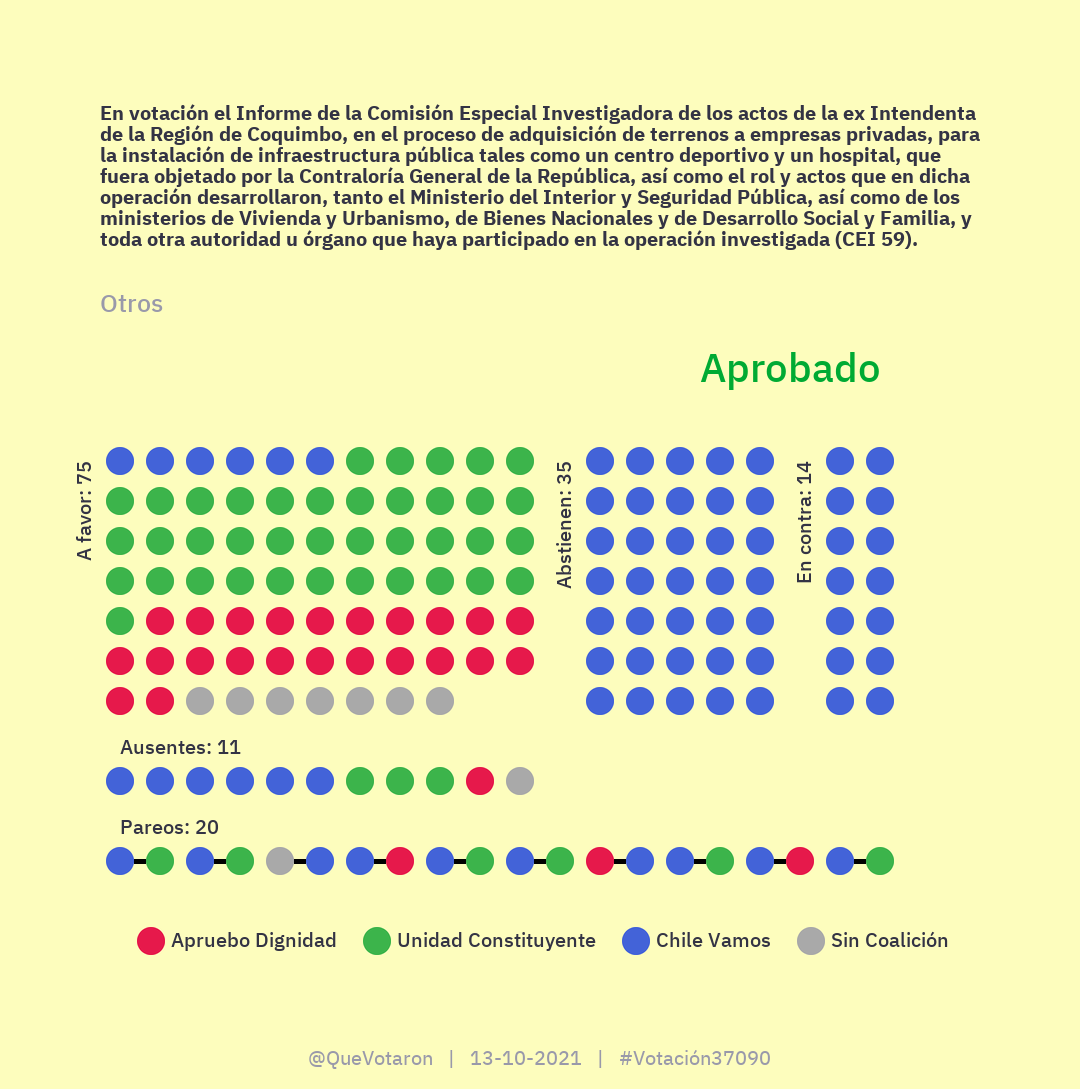 En votación el Informe de la Comisión Especial Investigadora de los actos de la ex Intendenta
de la Región de Coquimbo, en el proceso de adquisición de terrenos a empresas privadas, para
la instalación de infraestructura pública tales como un centro deportivo y un hospital, que
fuera objetado por la Contraloría General de la República, así como el rol y actos que en dicha
operación desarrollaron, tanto el Ministerio del Interior y Seguridad Pública, así como de los
ministerios de Vivienda y Urbanismo, de Bienes Nacionales y de Desarrollo Social y Familia, y
toda otra autoridad u órgano que haya participado en la operación investigada (CEI 59).
Otros
Aprobado
A favor: 75
Abstienen: 35
En contra: 14
Ausentes: 11
Pareos: 20
Apruebo Dignidad
Unidad Constituyente
Chile Vamos
Sin Coalición
@QueVotaron | 13-10-2021 | #Votación37090